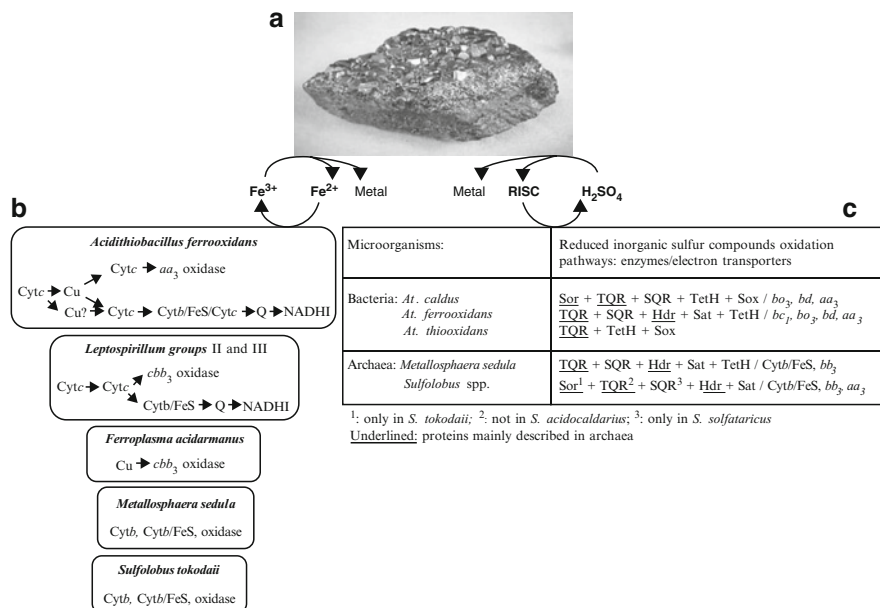 a
Fe3+ Fe2+ Metal Metal RISC H2SO4
b
Acidithiobacillus ferrooxidans
Cytc aa3 oxidase
Cytc Cu
Cu? Cytc Cytb/FeS/Cytc Q NADHI
Leptospirillum groups II and III
cbb3 oxidase
Cytc Cytc
Cytb/FeS Q NADHI
Ferroplasma acidarmanus
Cu cbb3 oxidase
Metallosphaera sedula
Cytb, Cytb/FeS, oxidase
Sulfolobus tokodaii
Cytb, Cytb/FeS, oxidase
c
Microorganisms: Reduced inorganic sulfur compounds oxidation
pathways: enzymes/electron transporters
Bacteria: At. caldus Sor + TQR + SQR + TetH + Sox / bo3, bd, aa3
At. ferrooxidans TQR + SQR + Hdr + Sat + TetH / bc1, bo3, bd, aa3
At. thiooxidans TQR + TetH + Sox
Archaea: Metallosphaera sedula TQR + SQR + Hdr + Sat + TetH / Cytb/FeS, bb3
Sulfolobus spp. Sor1 + TQR2 + SQR3 + Hdr + Sat / Cytb/FeS, bb3, aa3
1: only in S. tokodaii; 2: not in S. acidocaldarius; 3: only in S. solfataricus
Underlined: proteins mainly described in archaea